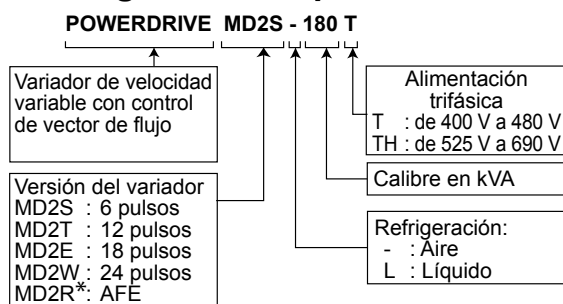 POWERDRIVE MD2S - 180 T
Variador de velocidad
variable con control
de vector de flujo
Versión del variador
MD2S : 6 pulsos
MD2T : 12 pulsos
MD2E : 18 pulsos
MD2W : 24 pulsos
MD2R*: AFE
Alimentación
trifásica
T : de 400 V a 480 V
TH : de 525 V a 690 V
Calibre en kVA
Refrigeración:
- : Aire
L : Líquido